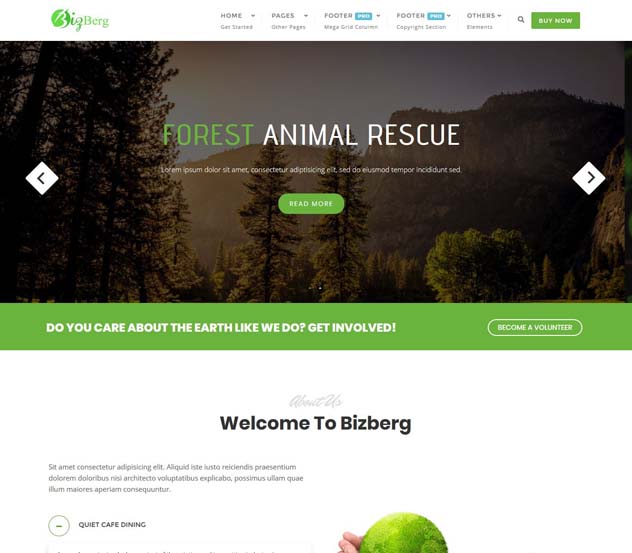 BizBerg
HOME PAGES FOOTER PRO FOOTER PRO OTHERS
Get Started Other Pages Mega Grid Column Copyright Section Elements
BUY NOW
FOREST ANIMAL RESCUE
Lorem ipsum dolor sit amet, consectetur adipiscing elit, sed do eiusmod tempor incididunt sed.
READ MORE
DO YOU CARE ABOUT THE EARTH LIKE WE DO? GET INVOLVED!
BECOME A VOLUNTEER
About Us
Welcome To Bizberg
Sit amet consectetur adipisicing elit. Aliquid iste iusto reiciendis praesentium
dolorem doloribus nisi architecto voluptatibus explicabo, possimus ullam quae
illum maiores aperiam consequuntur.
QUIET CAFE DINING